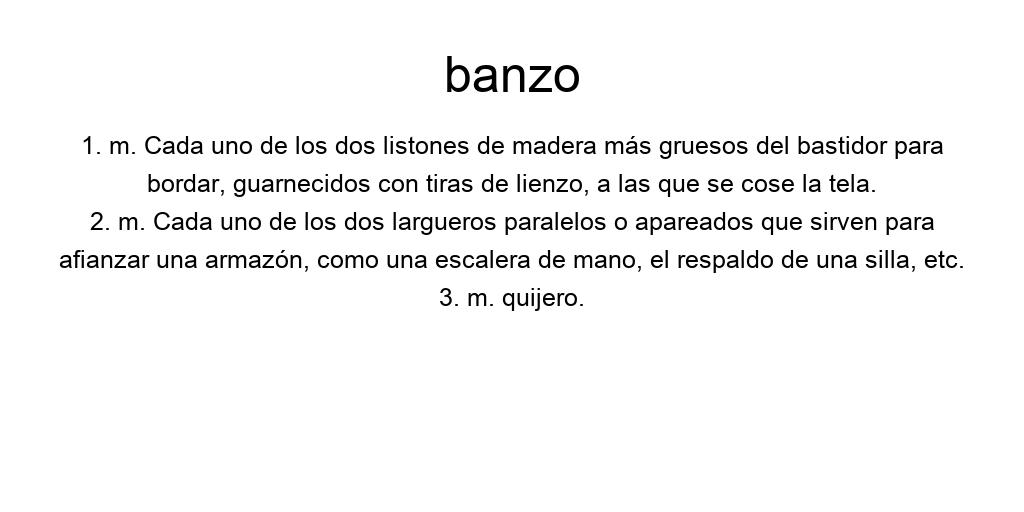 banzo
1. m. Cada uno de los dos listones de madera más gruesos del bastidor para
bordar, guarnecidos con tiras de lienzo, a las que se cose la tela.
2. m. Cada uno de los dos largueros paralelos o apareados que sirven para
afianzar una armazón, como una escalera de mano, el respaldo de una silla, etc.
3. m. quijero.